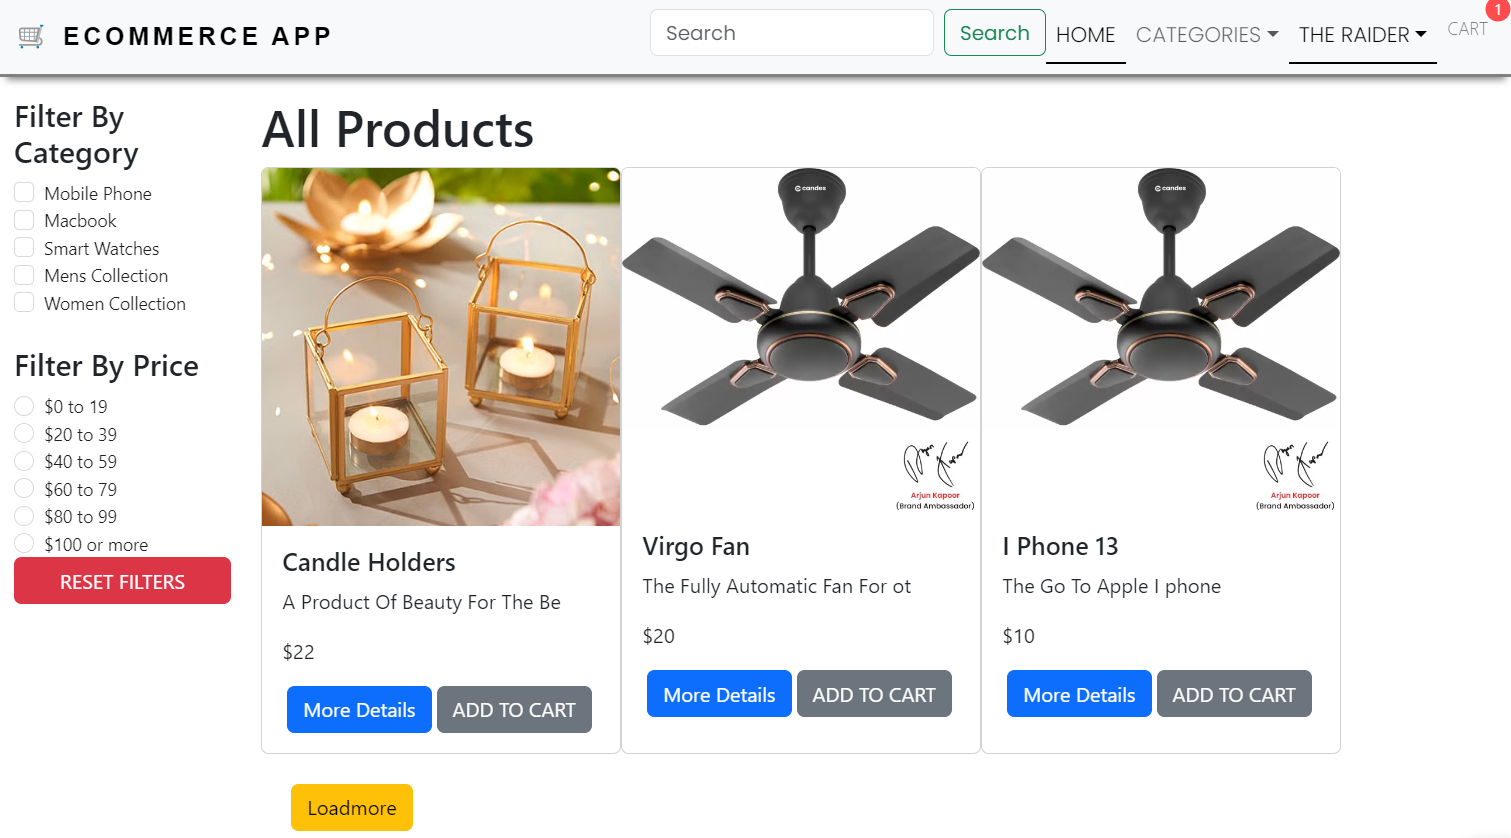 ECOMMERCE APP
Search
Search
HOME
CATEGORIES
THE RAIDER
CART
1
Filter By
Category
Mobile Phone
Macbook
Smart Watches
Mens Collection
Women Collection
Filter By Price
$0 to 19
$20 to 39
$40 to 59
$60 to 79
$80 to 99
$100 or more
RESET FILTERS
All Products
Candle Holders
A Product Of Beauty For The Be
$22
More Details
ADD TO CART
candes
Arjun Kapoor
(Brand Ambassador)
Virgo Fan
The Fully Automatic Fan For ot
$20
More Details
ADD TO CART
candes
Arjun Kapoor
(Brand Ambassador)
I Phone 13
The Go To Apple I phone
$10
More Details
ADD TO CART
Loadmore